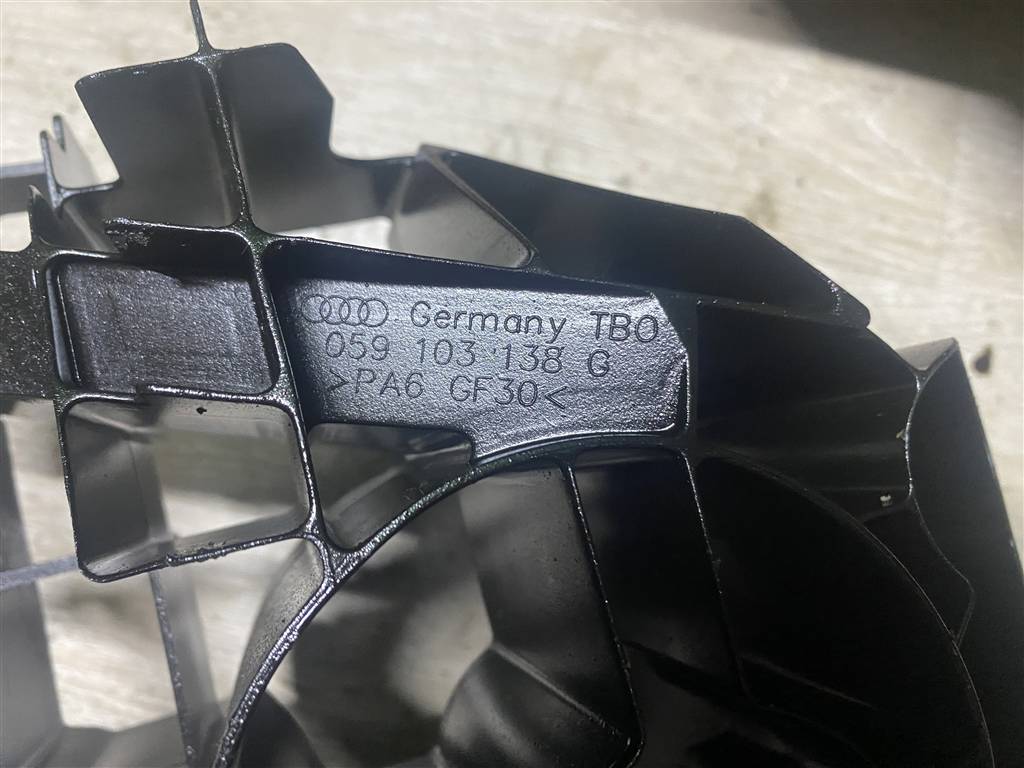 Germany TBO
059 103 138 G
>PA6 GF30<